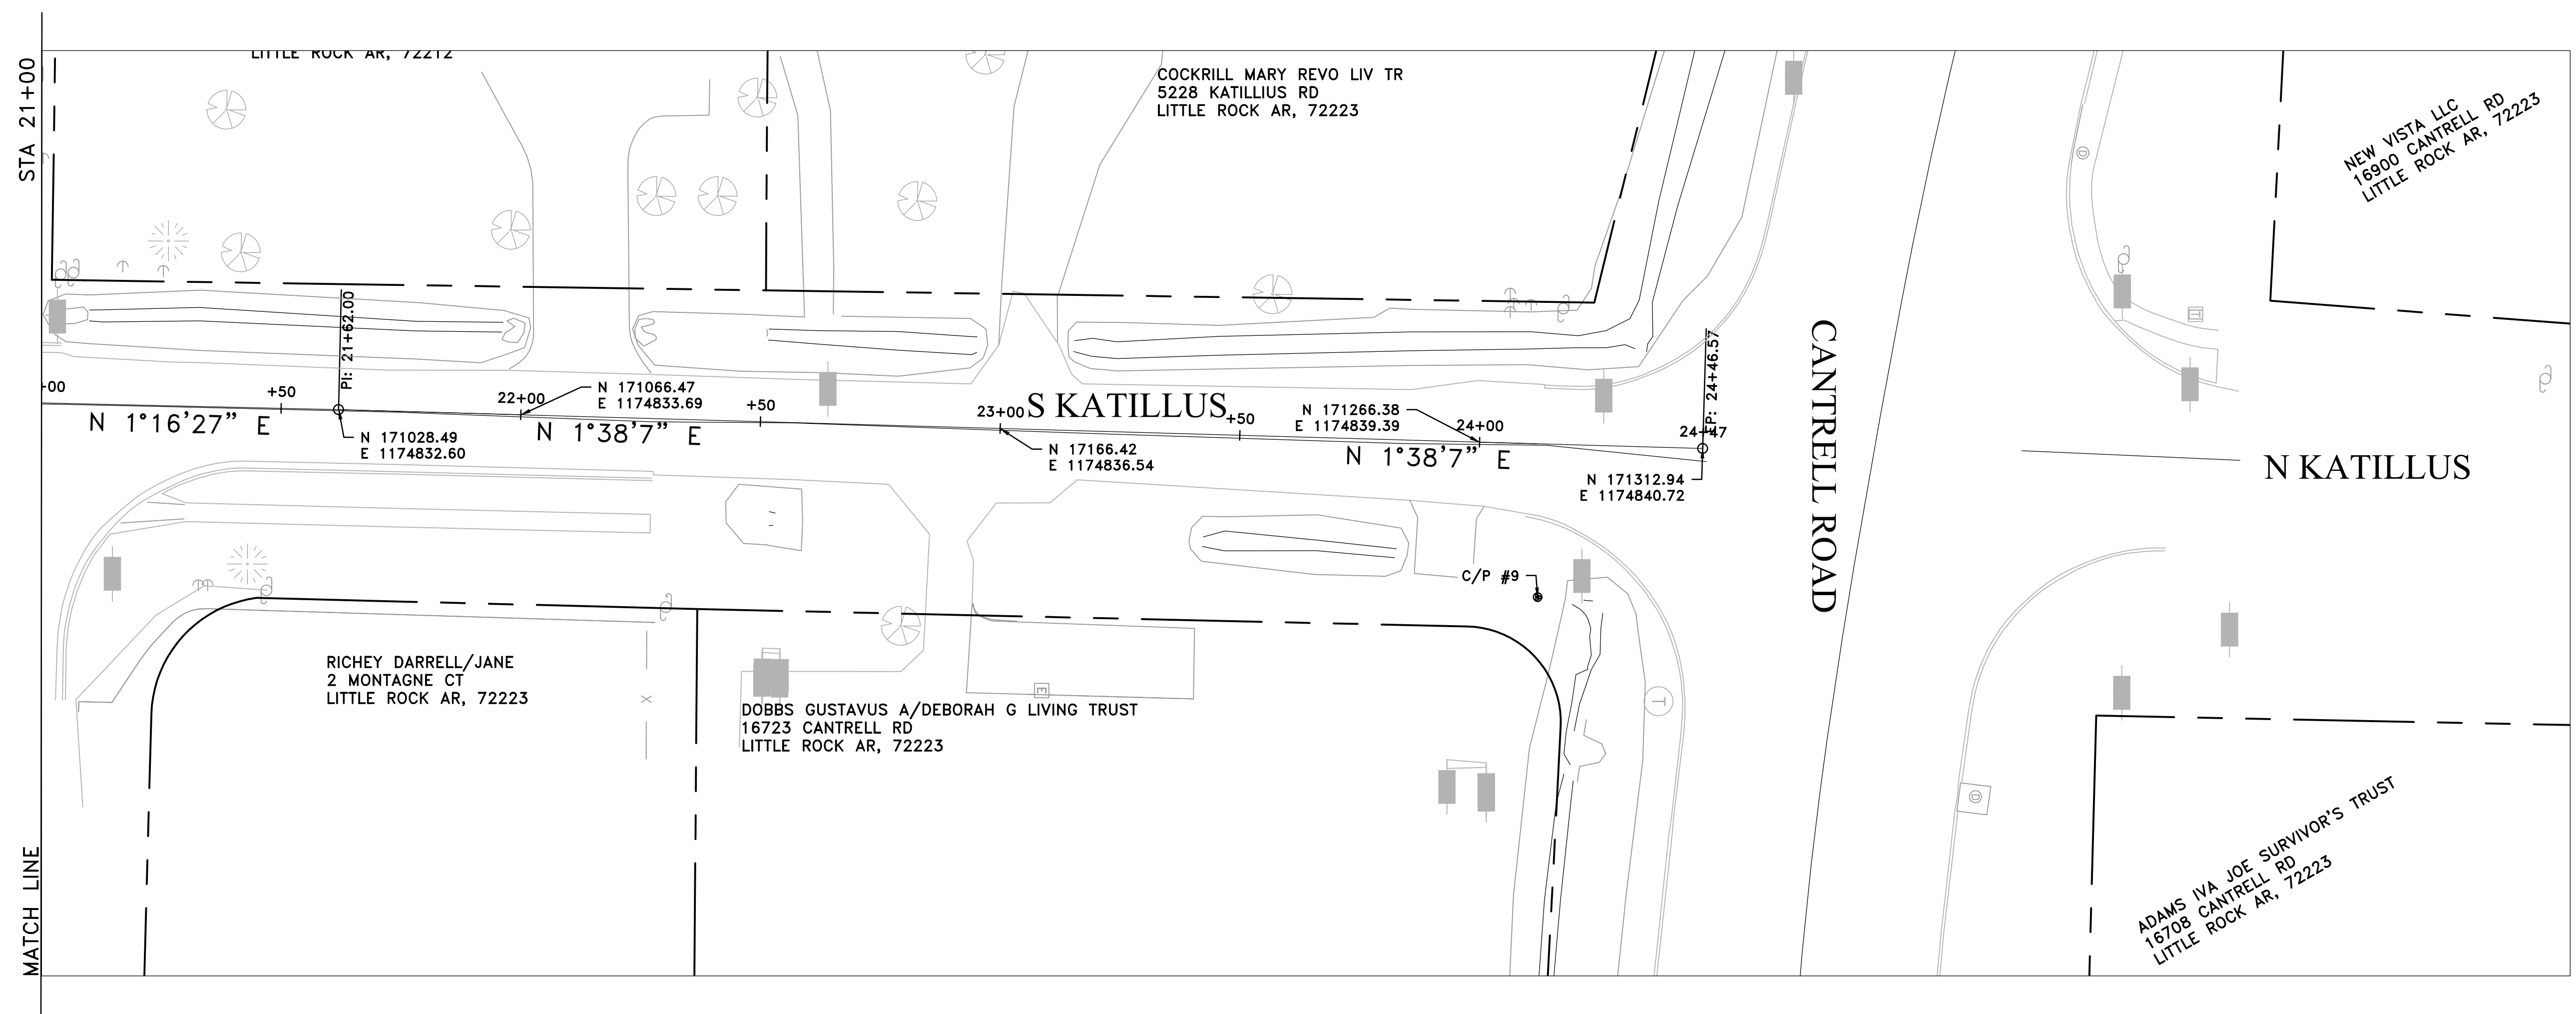 STA 21+00
MATCH LINE
LITTLE ROCK AR, 72212
COCKRILL MARY REVO LIV TR
5228 KATILLIUS RD
LITTLE ROCK AR, 72223
NEW VISTA LLC
16900 CANTRELL RD
LITTLE ROCK AR, 72223
PI: 21+62.00
EP: 24+46.57
+00
+50
22+00
+50
23+00
+50
24+00
24+47
N 171066.47
E 1174833.69
S KATILLUS
N 171266.38
E 1174839.39
N 1°16'27" E
N 1°38'7" E
N 1°38'7" E
N 171028.49
E 1174832.60
N 17166.42
E 1174836.54
N 171312.94
E 1174840.72
CANTRELL ROAD
N KATILLUS
C/P #9
RICHEY DARRELL/JANE
2 MONTAGNE CT
LITTLE ROCK AR, 72223
DOBBS GUSTAVUS A/DEBORAH G LIVING TRUST
16723 CANTRELL RD
LITTLE ROCK AR, 72223
ADAMS IVA JOE SURVIVOR'S TRUST
16708 CANTRELL RD
LITTLE ROCK AR, 72223
D
T
E
X
T
D